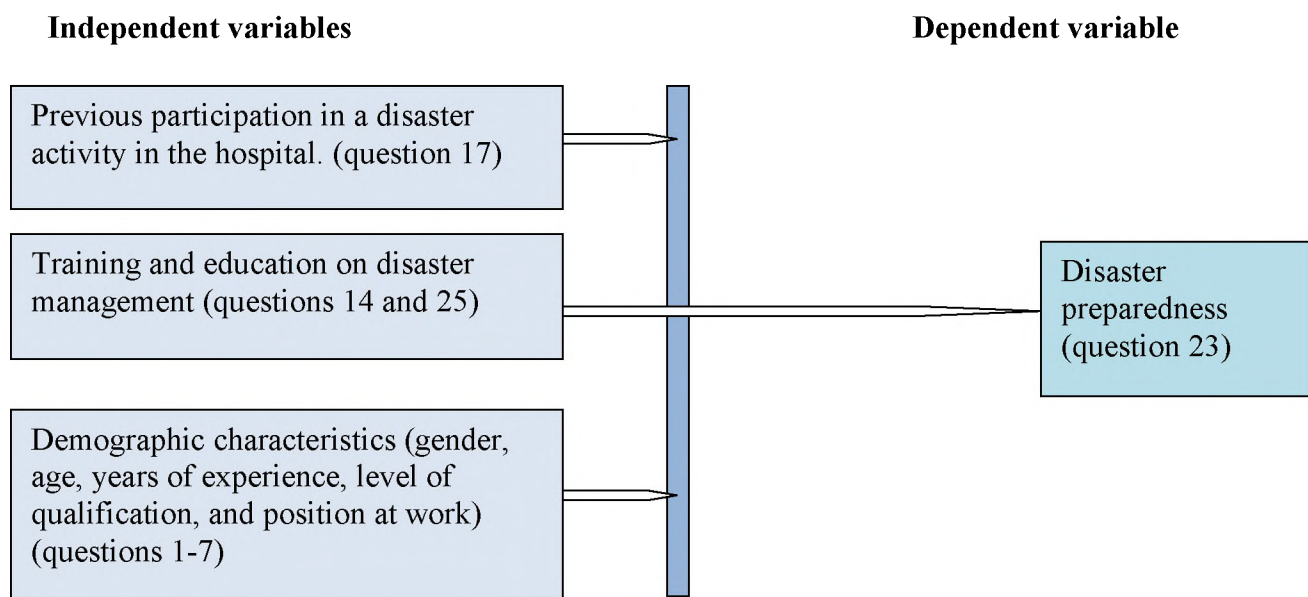 Independent variables
Dependent variable
Previous participation in a disaster
activity in the hospital. (question 17)
Training and education on disaster
management (questions 14 and 25)
Disaster
preparedness
(question 23)
Demographic characteristics (gender,
age, years of experience, level of
qualification, and position at work)
(questions 1-7)